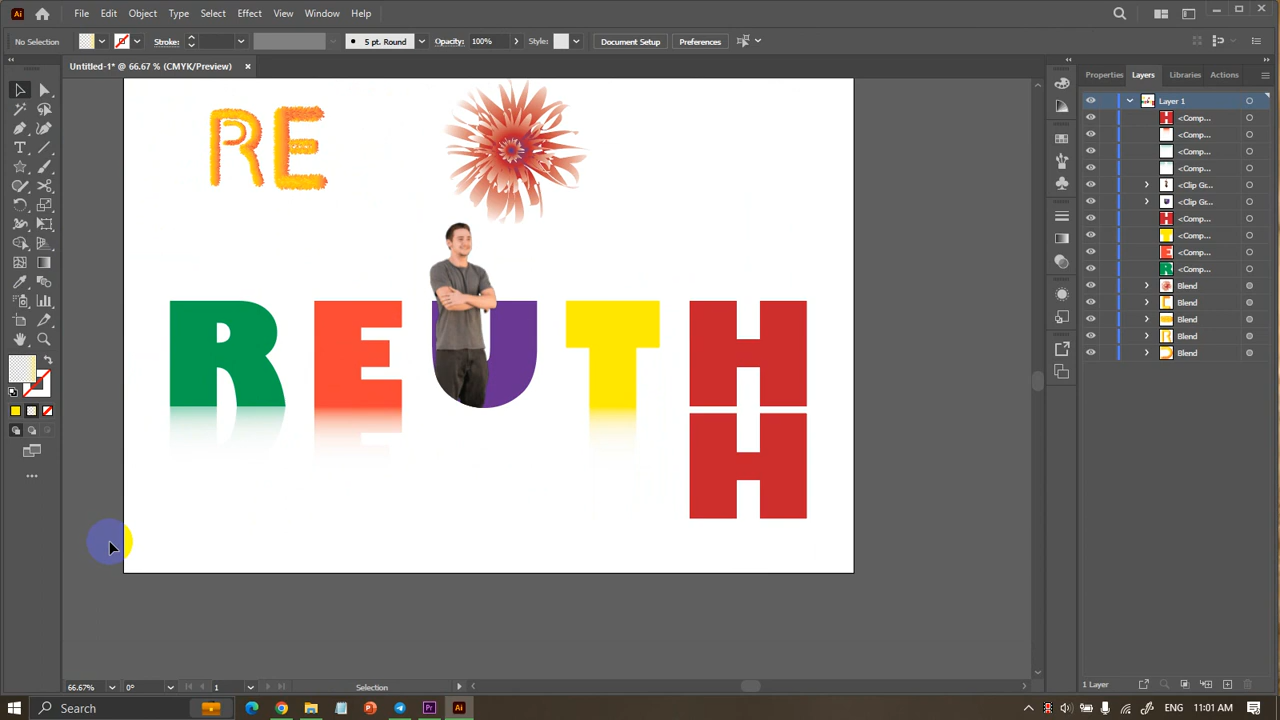 File Edit Object Type Select Effect View Window Help
No Selection Stroke: 5 pt. Round Opacity: 100% Style: Document Setup Preferences
Untitled-1* @ 66.67 % (CMYK/Preview)
Properties Layers Libraries Actions
Layer 1
<Comp...
<Comp...
<Comp...
<Comp...
<Clip Gr...
<Clip Gr...
<Comp...
<Comp...
<Comp...
<Comp...
Blend
Blend
Blend
Blend
Blend
RE
REUTH
H
1 Layer
66.67% 0° 1 Selection
Search ENG 11:01 AM